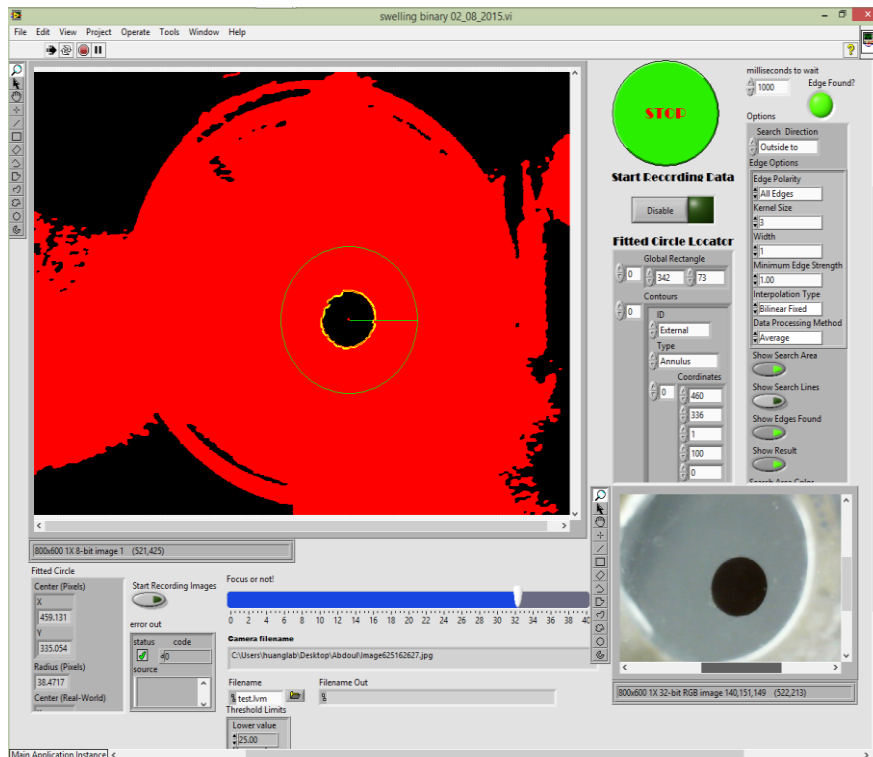 swelling binary 02_08_2015.vi
File Edit View Project Operate Tools Window Help
milliseconds to wait
1000
Edge Found?
STOP
Options
Search Direction
Outside to
Edge Options
Edge Polarity
All Edges
Kernel Size
3
Width
1
Minimum Edge Strength
1.00
Interpolation Type
Bilinear Fixed
Data Processing Method
Average
Show Search Area
Show Search Lines
Show Edges Found
Show Result
Start Recording Data
Disable
Fitted Circle Locator
Global Rectangle
0 342 73
Contours
0
ID
External
Type
Annulus
Coordinates
0 460
336
1
100
0
800x600 1X 8-bit image 1 (521,425)
Fitted Circle
Center (Pixels)
X
459.131
Y
335.054
Radius (Pixels)
38.4717
Center (Real-World)
Start Recording Images
error out
status code
0
source
Focus or not!
0 2 4 6 8 10 12 14 16 18 20 22 24 26 28 30 32 34 36 38 40
Camera filename
C:\Users\huanglab\Desktop\Abdoul\Image625162627.jpg
Filename
test.lvm
Filename Out
Threshold Limits
Lower value
25.00
800x600 1X 32-bit RGB image 140,151,149 (522,213)
Main Application Instance